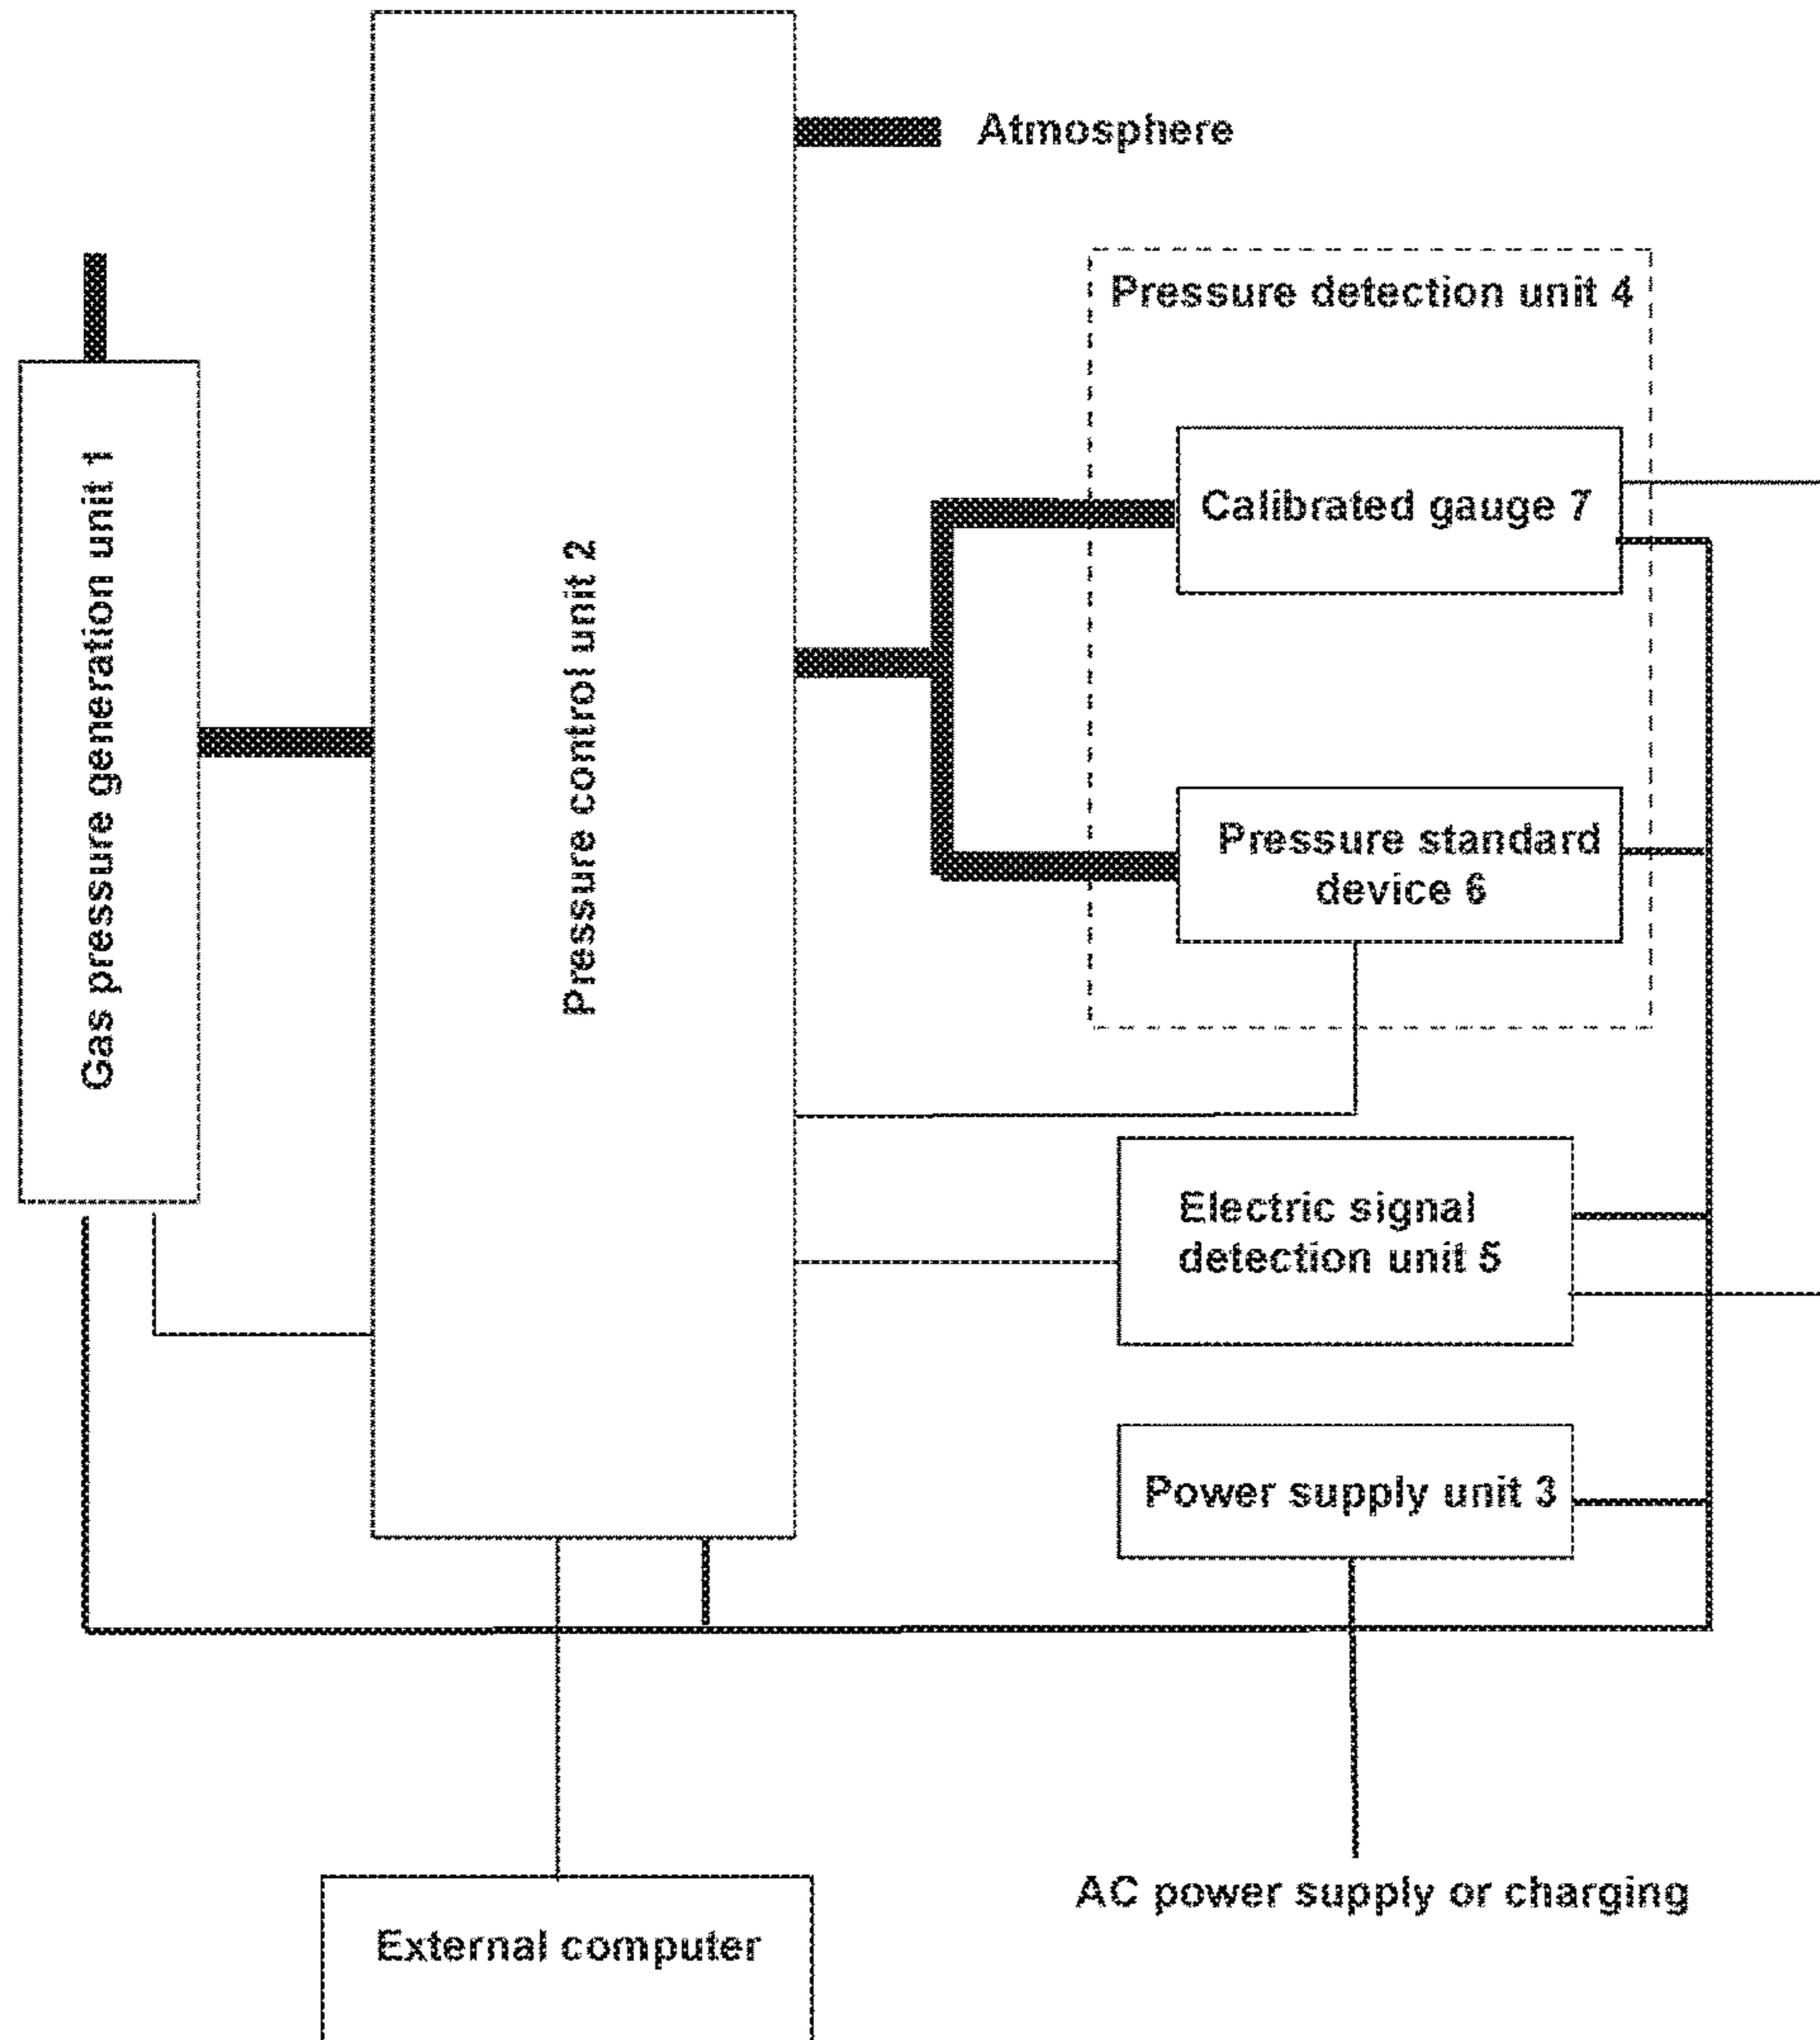 Atmosphere
Pressure detection unit 4
Gas pressure generation unit 1
Pressure control unit 2
Calibrated gauge 7
Pressure standard
device 6
Electric signal
detection unit 5
Power supply unit 3
AC power supply or charging
External computer